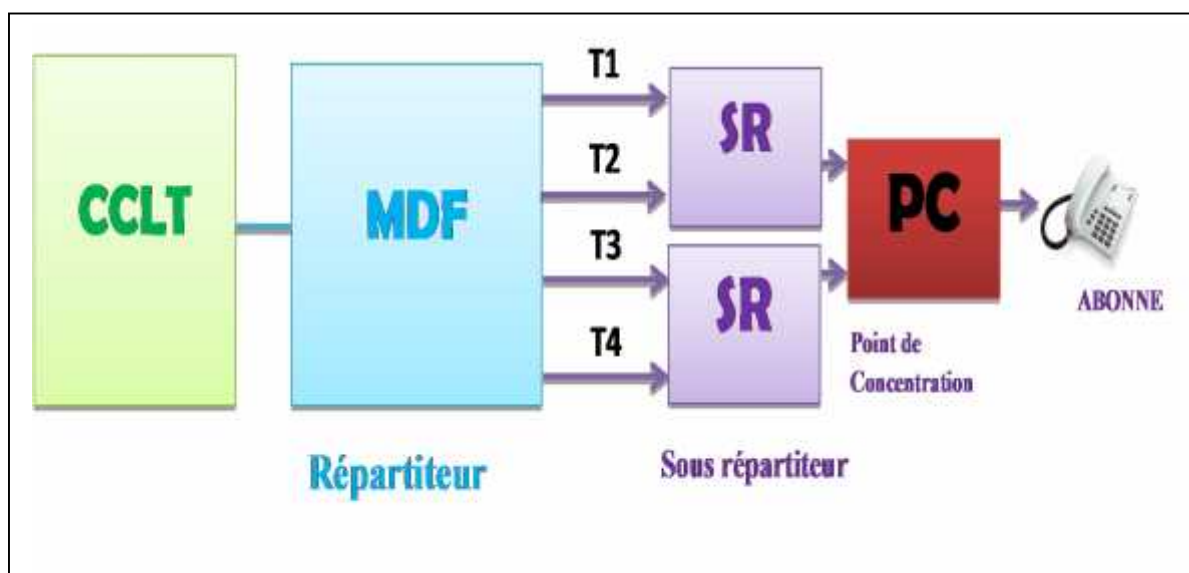 CCLT
MDF
T1
T2
T3
T4
SR
SR
PC
ABONNE
Point de
Concentration
Répartiteur
Sous répartiteur